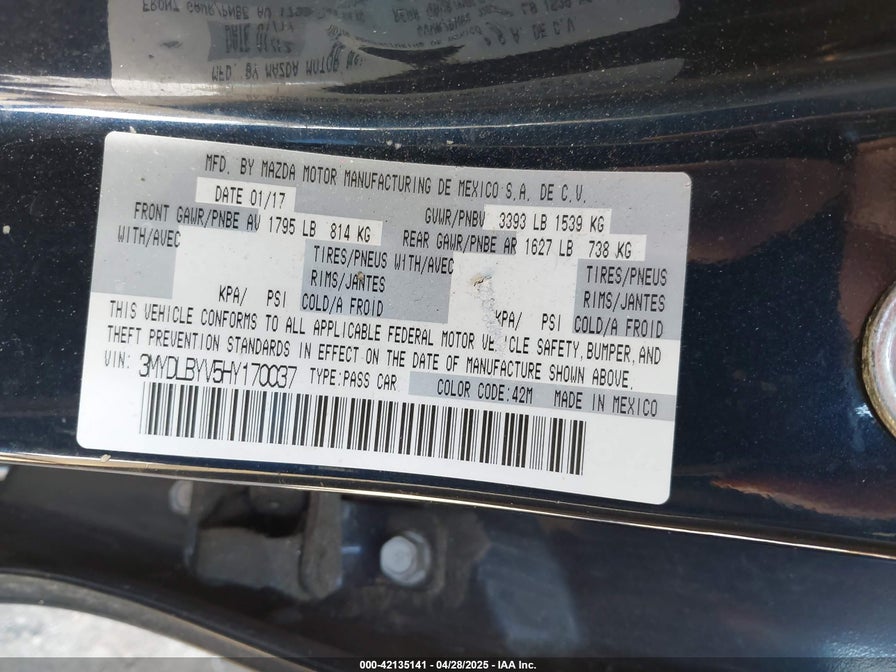 MFD. BY MAZDA MOTOR MANUFACTURING DE MEXICO S.A. DE C.V.
DATE 01/17
FRONT GAWR/PNBE AV 1795 LB 814 KG
GVWR/PNBV 3393 LB 1539 KG
REAR GAWR/PNBE AR 1627 LB 738 KG
WITH/AVEC
TIRES/PNEUS
RIMS/JANTES
KPA/ PSI COLD/A FROID
WITH/AVEC
TIRES/PNEUS
RIMS/JANTES
KPA/ PSI COLD/A FROID
THIS VEHICLE CONFORMS TO ALL APPLICABLE FEDERAL MOTOR VE CLE SAFETY, BUMPER, AND
THEFT PREVENTION STANDARDS IN EFFECT ON THE DATE OF MANUFACTURE SHOWN ABOVE.
VIN: 3MYDLBYV5HY170037 TYPE:PASS CAR COLOR CODE:42M MADE IN MEXICO
000-42135141 - 04/28/2025 - IAA Inc.